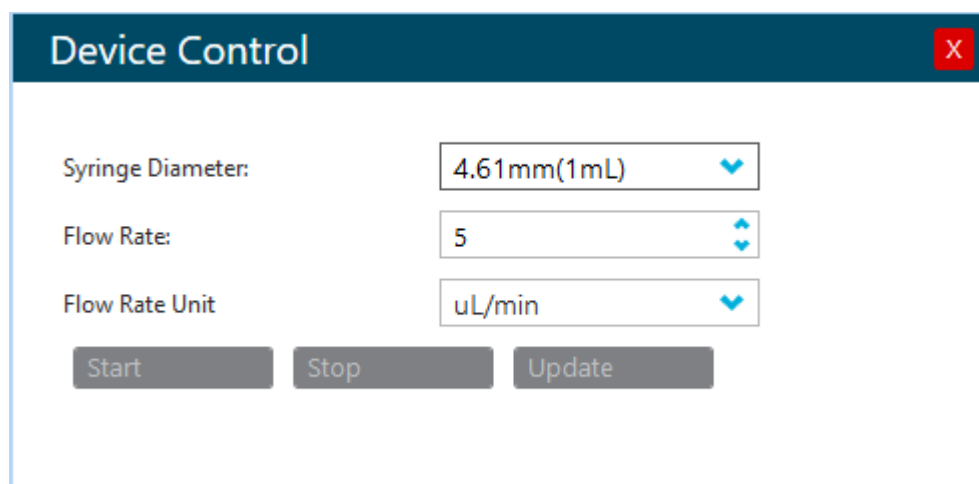 Device Control X
Syringe Diameter: 4.61mm(1mL)
Flow Rate: 5
Flow Rate Unit uL/min
Start Stop Update